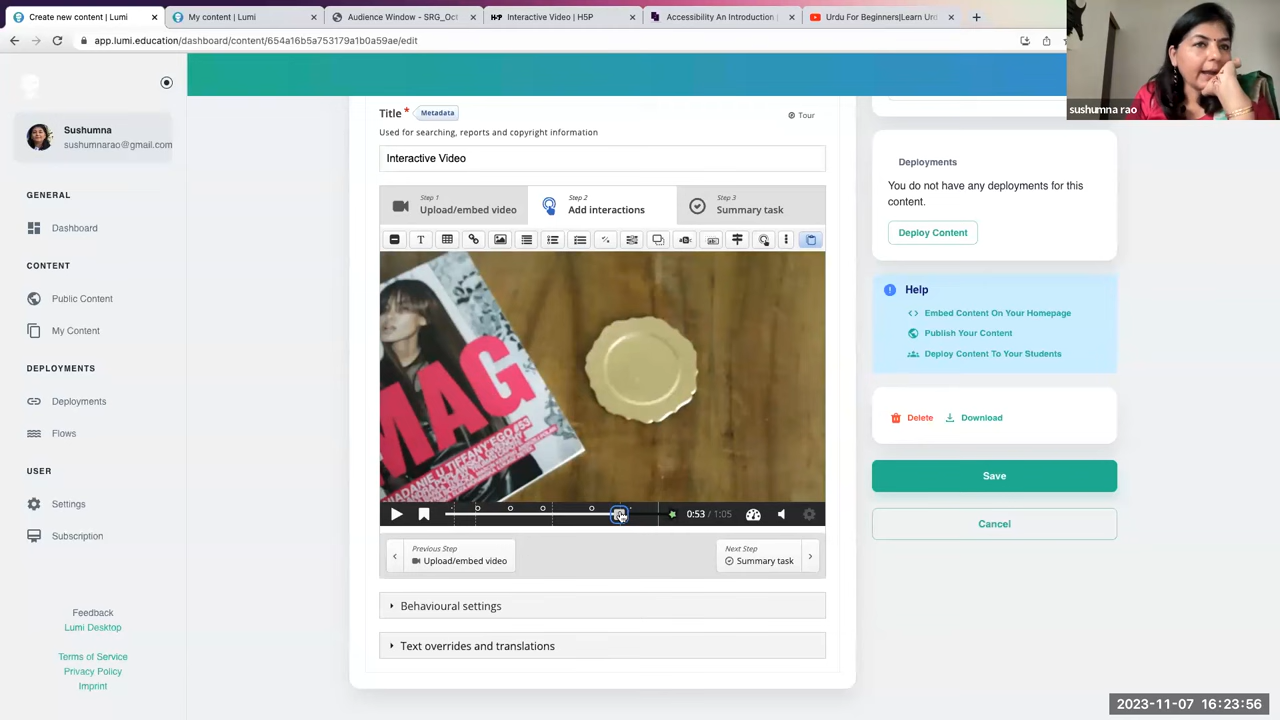 Create new content | Lumi
My content | Lumi
Audience Window - SRG_Oct
Interactive Video | H5P
Accessibility An Introduction |
Urdu For Beginners|Learn Urd
app.lumi.education/dashboard/content/654a16b5a753179a1b0a59ae/edit
sushumna rao
Sushumna
sushumnarao@gmail.com
GENERAL
Dashboard
CONTENT
Public Content
My Content
DEPLOYMENTS
Deployments
Flows
USER
Settings
Subscription
Feedback
Lumi Desktop
Terms of Service
Privacy Policy
Imprint
Title * Metadata
Tour
Used for searching, reports and copyright information
Interactive Video
Step 1
Upload/embed video
Step 2
Add interactions
Step 3
Summary task
MAG
MADAME U.TIFFANY'EGO #53
0:53 / 1:05
Previous Step
Upload/embed video
Next Step
Summary task
Behavioural settings
Text overrides and translations
Deployments
You do not have any deployments for this
content.
Deploy Content
Help
Embed Content On Your Homepage
Publish Your Content
Deploy Content To Your Students
Delete
Download
Save
Cancel
2023-11-07 16:23:56